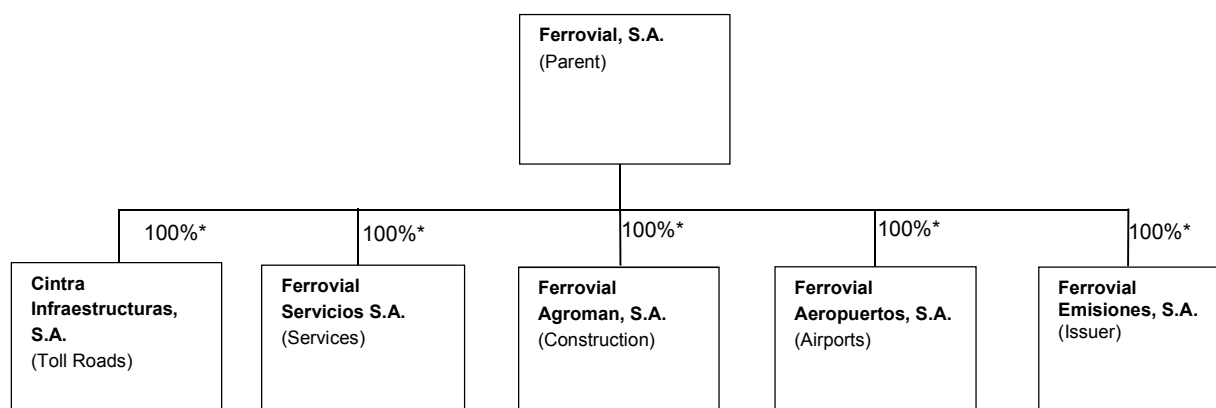 Ferrovial, S.A.
(Parent)
100%*
100%*
100%*
100%*
100%*
Cintra
Infraestructuras,
S.A.
(Toll Roads)
Ferrovial
Servicios S.A.
(Services)
Ferrovial
Agroman, S.A.
(Construction)
Ferrovial
Aeropuertos, S.A.
(Airports)
Ferrovial
Emisiones, S.A.
(Issuer)